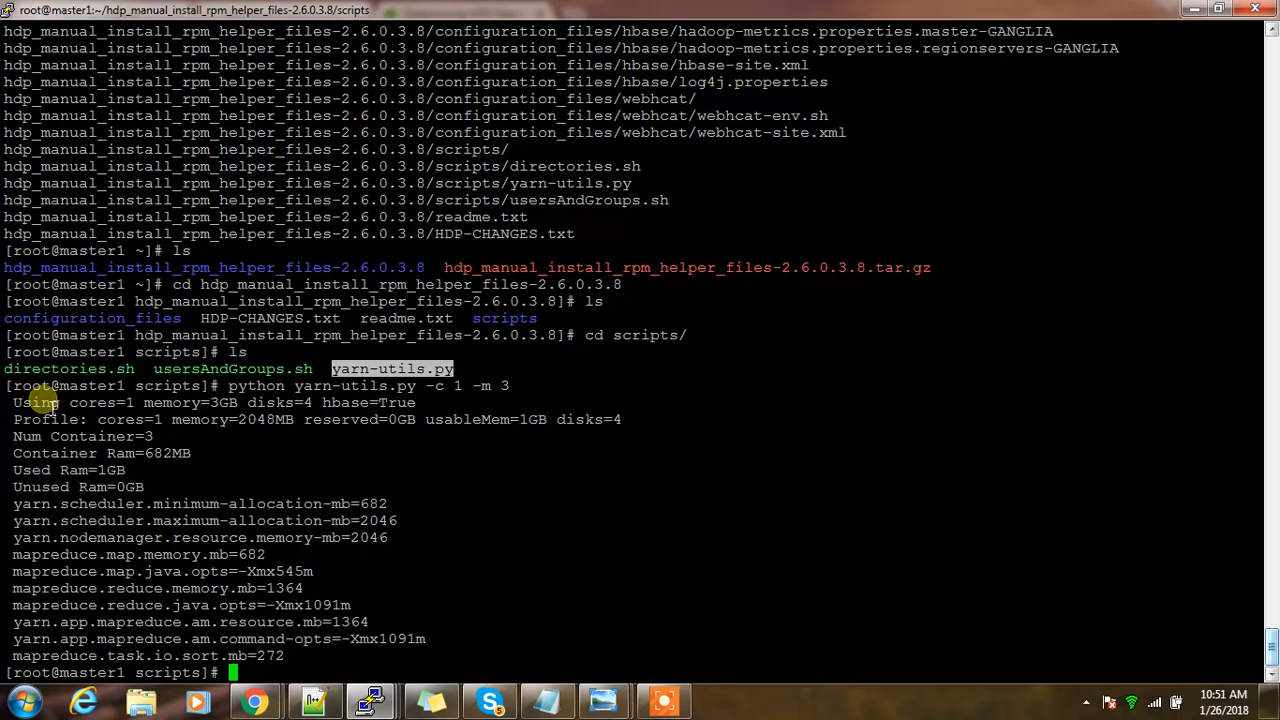 root@master1:~/hdp_manual_install_rpm_helper_files-2.6.0.3.8/scripts
hdp_manual_install_rpm_helper_files-2.6.0.3.8/configuration_files/hbase/hadoop-metrics.properties.master-GANGLIA
hdp_manual_install_rpm_helper_files-2.6.0.3.8/configuration_files/hbase/hadoop-metrics.properties.regionservers-GANGLIA
hdp_manual_install_rpm_helper_files-2.6.0.3.8/configuration_files/hbase/hbase-site.xml
hdp_manual_install_rpm_helper_files-2.6.0.3.8/configuration_files/hbase/log4j.properties
hdp_manual_install_rpm_helper_files-2.6.0.3.8/configuration_files/webhcat/
hdp_manual_install_rpm_helper_files-2.6.0.3.8/configuration_files/webhcat/webhcat-env.sh
hdp_manual_install_rpm_helper_files-2.6.0.3.8/configuration_files/webhcat/webhcat-site.xml
hdp_manual_install_rpm_helper_files-2.6.0.3.8/scripts/
hdp_manual_install_rpm_helper_files-2.6.0.3.8/scripts/directories.sh
hdp_manual_install_rpm_helper_files-2.6.0.3.8/scripts/yarn-utils.py
hdp_manual_install_rpm_helper_files-2.6.0.3.8/scripts/usersAndGroups.sh
hdp_manual_install_rpm_helper_files-2.6.0.3.8/readme.txt
hdp_manual_install_rpm_helper_files-2.6.0.3.8/HDP-CHANGES.txt
[root@master1 ~]# ls
hdp_manual_install_rpm_helper_files-2.6.0.3.8  hdp_manual_install_rpm_helper_files-2.6.0.3.8.tar.gz
[root@master1 ~]# cd hdp_manual_install_rpm_helper_files-2.6.0.3.8
[root@master1 hdp_manual_install_rpm_helper_files-2.6.0.3.8]# ls
configuration_files  HDP-CHANGES.txt  readme.txt  scripts
[root@master1 hdp_manual_install_rpm_helper_files-2.6.0.3.8]# cd scripts/
[root@master1 scripts]# ls
directories.sh  usersAndGroups.sh  yarn-utils.py
[root@master1 scripts]# python yarn-utils.py -c 1 -m 3
Using cores=1 memory=3GB disks=4 hbase=True
Profile: cores=1 memory=2048MB reserved=0GB usableMem=1GB disks=4
Num Container=3
Container Ram=682MB
Used Ram=1GB
Unused Ram=0GB
yarn.scheduler.minimum-allocation-mb=682
yarn.scheduler.maximum-allocation-mb=2046
yarn.nodemanager.resource.memory-mb=2046
mapreduce.map.memory.mb=682
mapreduce.map.java.opts=-Xmx545m
mapreduce.reduce.memory.mb=1364
mapreduce.reduce.java.opts=-Xmx1091m
yarn.app.mapreduce.am.resource.mb=1364
yarn.app.mapreduce.am.command-opts=-Xmx1091m
mapreduce.task.io.sort.mb=272
[root@master1 scripts]#
10:51 AM
1/26/2018